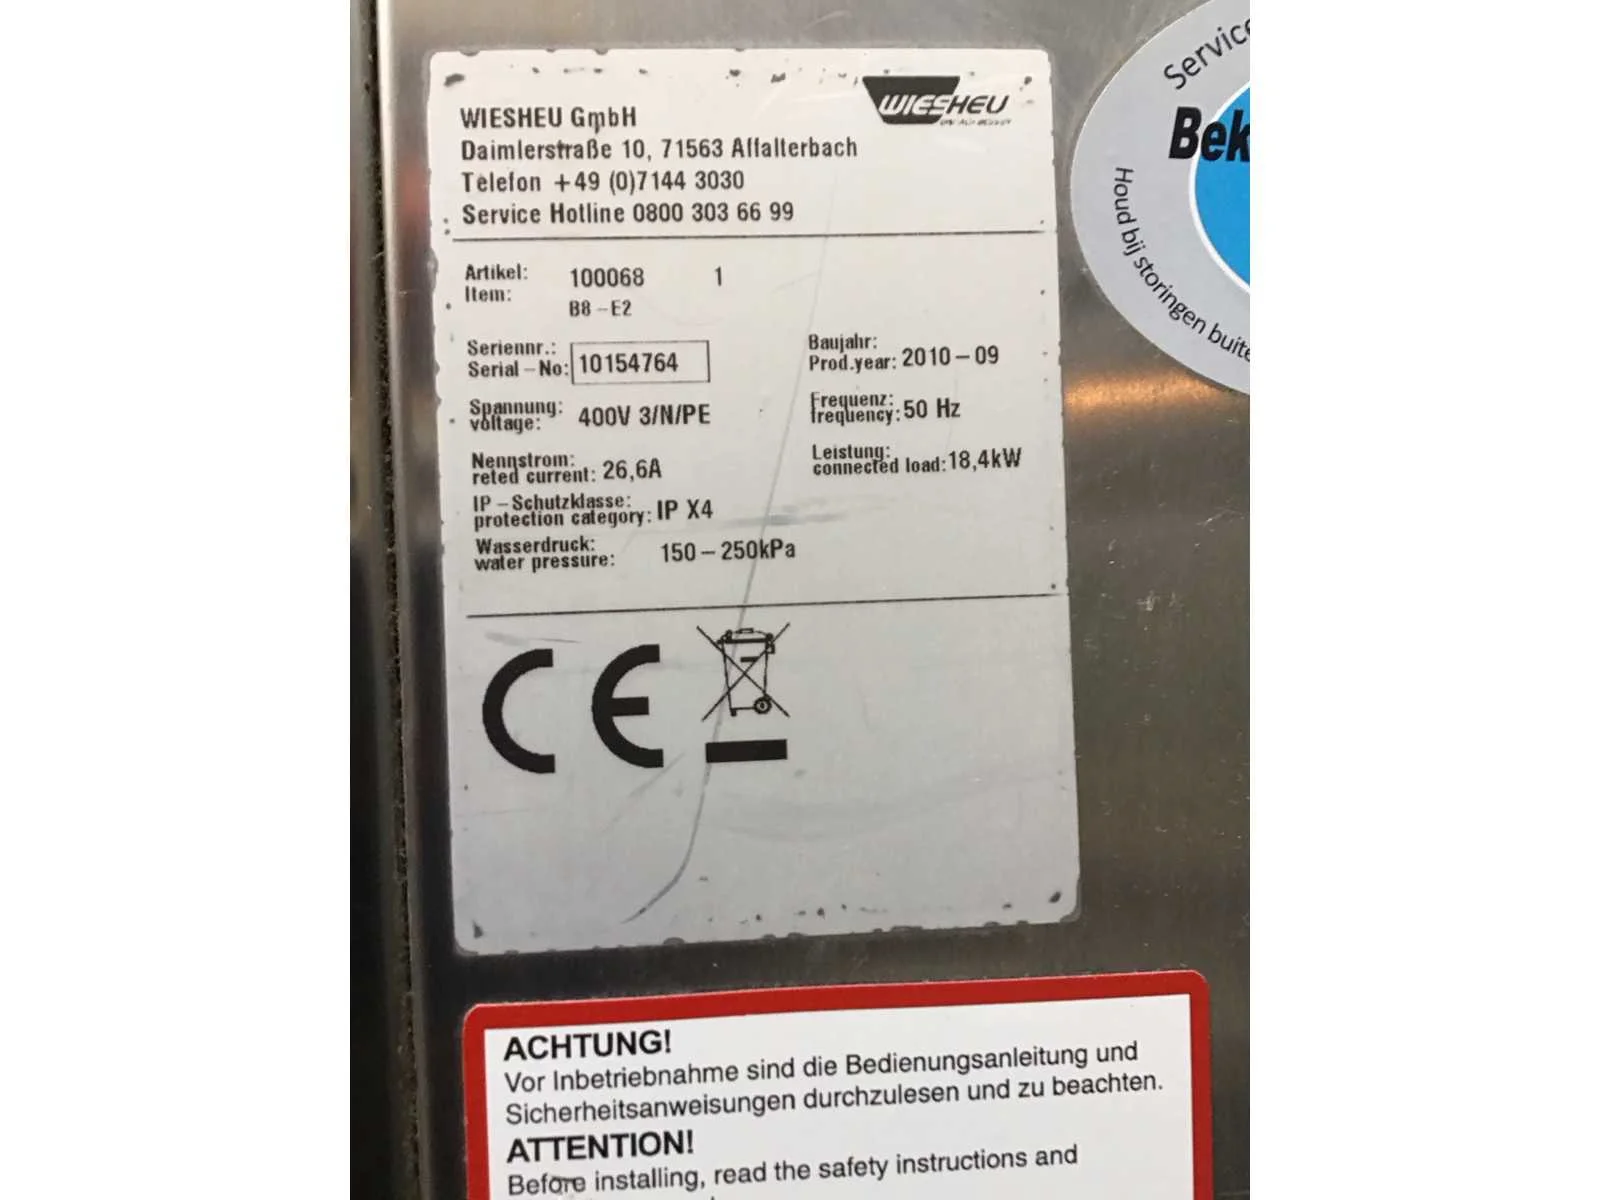 WIESHEU GmbH
Daimlerstraße 10, 71563 Affalterbach
Telefon +49 (0)7144 3030
Service Hotline 0800 303 66 99
WIESHEU
Artikel: 100068 1
Item: B8-E2
Seriennr.:
Serial-No: 10154764
Baujahr:
Prod.year: 2010-09
Spannung:
voltage: 400V 3/N/PE
Frequenz:
frequency: 50 Hz
Nennstrom:
reted current: 26,6A
Leistung:
connected load: 18,4kW
IP-Schutzklasse:
protection category: IP X4
Wasserdruck:
water pressure: 150-250kPa
CE
Service
Bek
Houd bij storingen buite
ACHTUNG!
Vor Inbetriebnahme sind die Bedienungsanleitung und
Sicherheitsanweisungen durchzulesen und zu beachten.
ATTENTION!
Before installing, read the safety instructions and